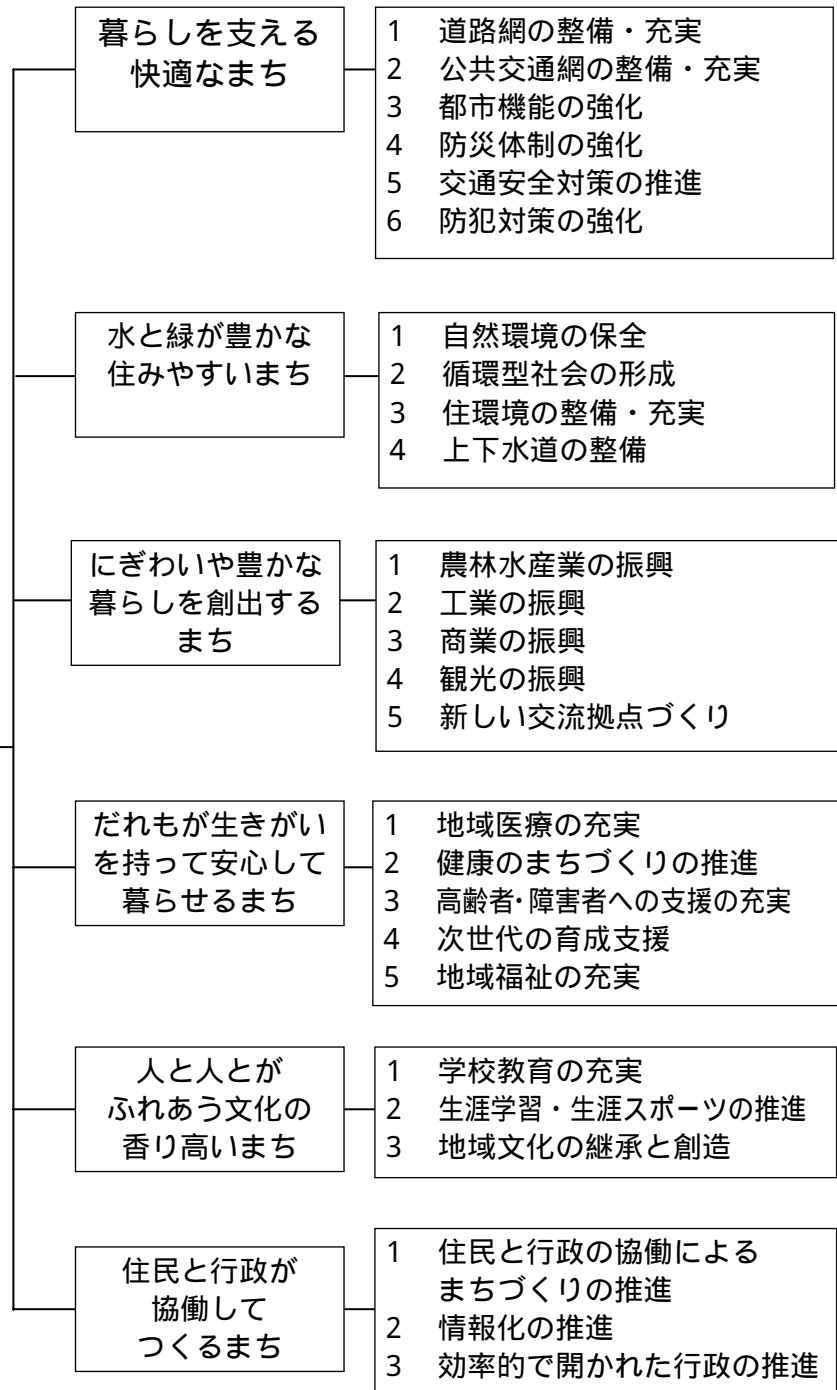 暮らしを支える
快適なまち
1 道路網の整備・充実
2 公共交通網の整備・充実
3 都市機能の強化
4 防災体制の強化
5 交通安全対策の推進
6 防犯対策の強化
水と緑が豊かな
住みやすいまち
1 自然環境の保全
2 循環型社会の形成
3 住環境の整備・充実
4 上下水道の整備
にぎわいや豊かな
暮らしを創出する
まち
1 農林水産業の振興
2 工業の振興
3 商業の振興
4 観光の振興
5 新しい交流拠点づくり
だれもが生きがい
を持って安心して
暮らせるまち
1 地域医療の充実
2 健康のまちづくりの推進
3 高齢者・障害者への支援の充実
4 次世代の育成支援
5 地域福祉の充実
人と人とが
ふれあう文化の
香り高いまち
1 学校教育の充実
2 生涯学習・生涯スポーツの推進
3 地域文化の継承と創造
住民と行政が
協働して
つくるまち
1 住民と行政の協働による
まちづくりの推進
2 情報化の推進
3 効率的で開かれた行政の推進